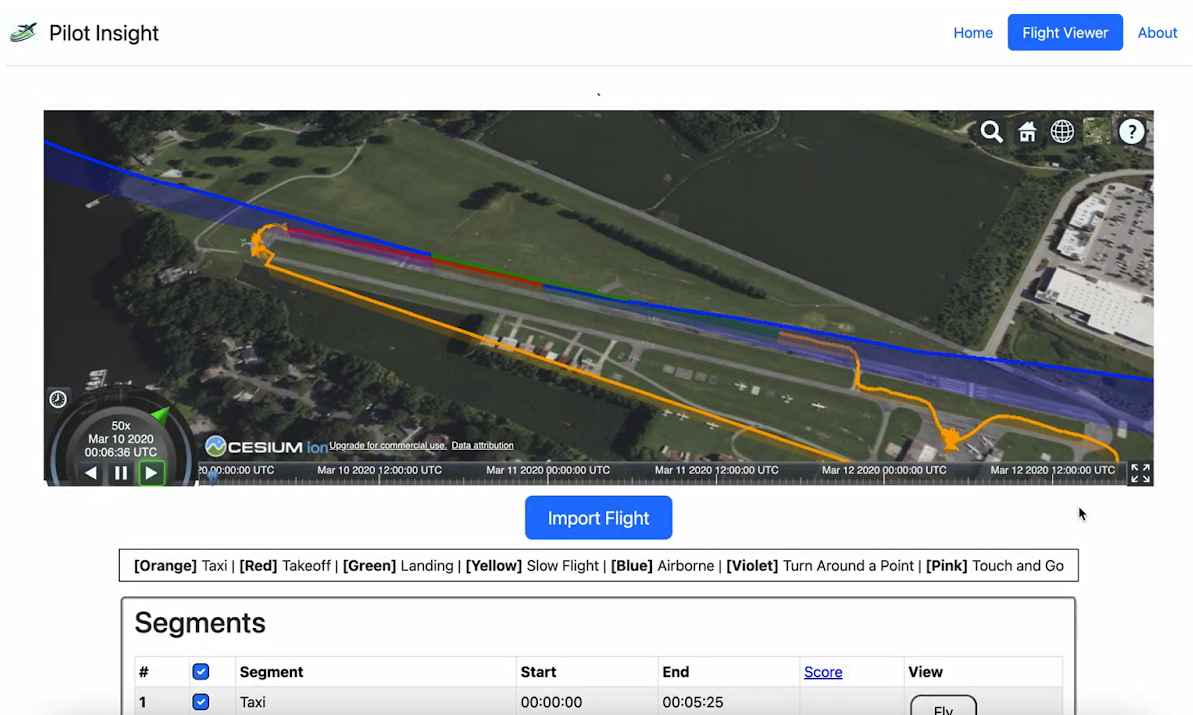 Pilot Insight
Home
Flight Viewer
About
`
?
50x
Mar 10 2020
00:06:36 UTC
CESIUM ion
Upgrade for commercial use. Data attribution
20 00:00:00 UTC
Mar 10 2020 12:00:00 UTC
Mar 11 2020 00:00:00 UTC
Mar 11 2020 12:00:00 UTC
Mar 12 2020 00:00:00 UTC
Mar 12 2020 12:00:00 UTC
Import Flight
[Orange] Taxi | [Red] Takeoff | [Green] Landing | [Yellow] Slow Flight | [Blue] Airborne | [Violet] Turn Around a Point | [Pink] Touch and Go
Segments
# Segment Start End Score View
1 Taxi 00:00:00 00:05:25 Fly